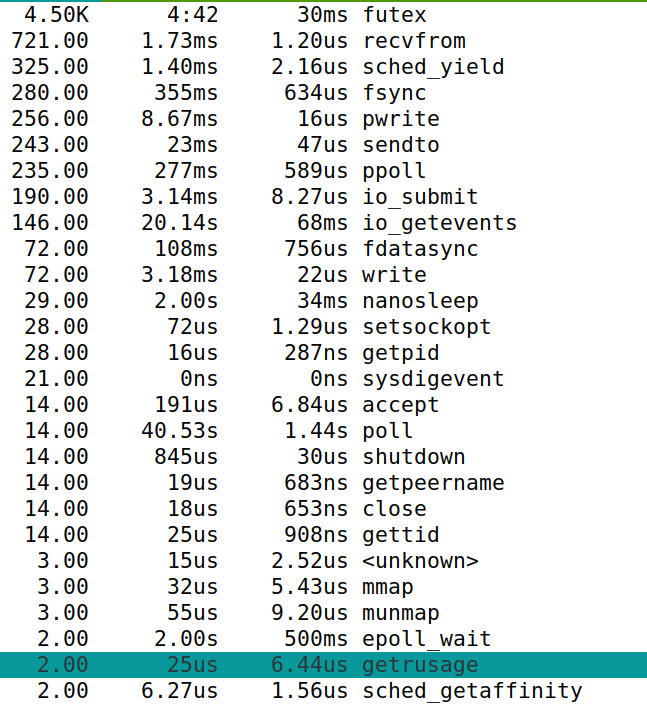 4.50K 4:42 30ms futex
721.00 1.73ms 1.20us recvfrom
325.00 1.40ms 2.16us sched_yield
280.00 355ms 634us fsync
256.00 8.67ms 16us pwrite
243.00 23ms 47us sendto
235.00 277ms 589us ppoll
190.00 3.14ms 8.27us io_submit
146.00 20.14s 68ms io_getevents
72.00 108ms 756us fdatasync
72.00 3.18ms 22us write
29.00 2.00s 34ms nanosleep
28.00 72us 1.29us setsockopt
28.00 16us 287ns getpid
21.00 0ns 0ns sysdigevent
14.00 191us 6.84us accept
14.00 40.53s 1.44s poll
14.00 845us 30us shutdown
14.00 19us 683ns getpeername
14.00 18us 653ns close
14.00 25us 908ns gettid
3.00 15us 2.52us <unknown>
3.00 32us 5.43us mmap
3.00 55us 9.20us munmap
2.00 2.00s 500ms epoll_wait
2.00 25us 6.44us getrusage
2.00 6.27us 1.56us sched_getaffinity